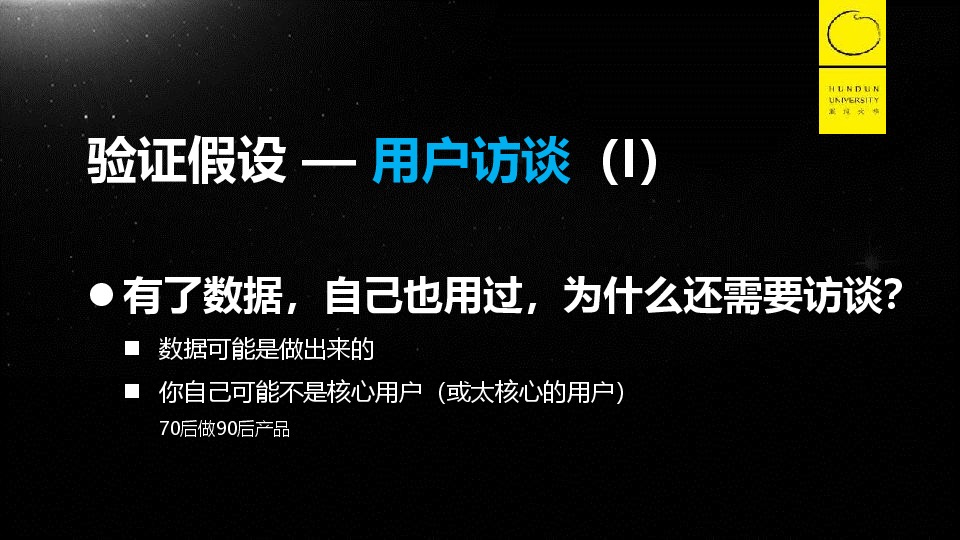 HUNDUN
UNIVERSITY
混沌大学
验证假设 — 用户访谈（I）
●有了数据，自己也用过，为什么还需要访谈?
■ 数据可能是做出来的
■ 你自己可能不是核心用户（或太核心的用户）
70后做90后产品